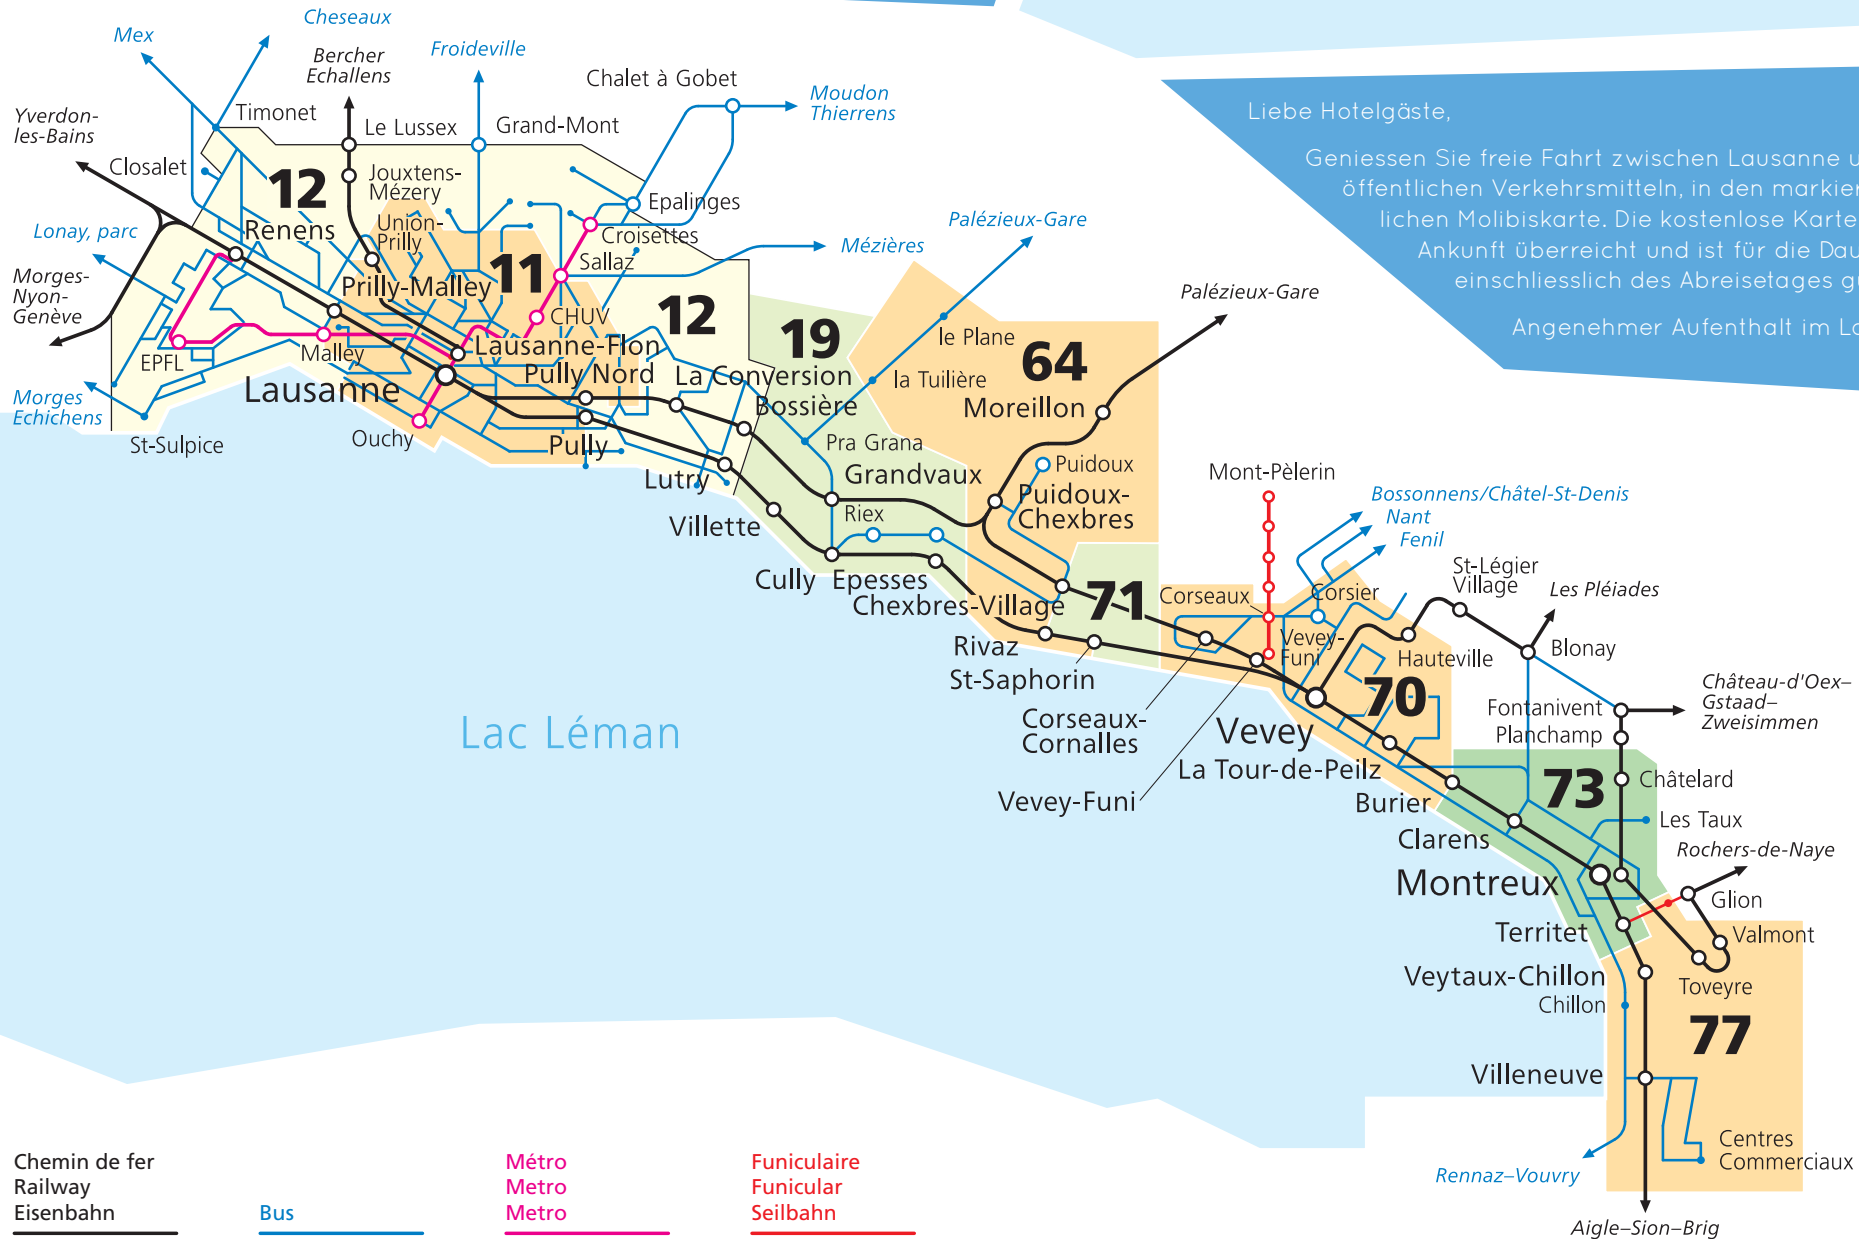 Cheseaux
Mex
Bercher
Echallens
Froideville
Chalet à Gobet
Moudon
Thierrens
Yverdon-
les-Bains
Timonet
Le Lussex
Grand-Mont
Closalet
12
Jouxtens-
Mézery
Epalinges
Lonay, parc
Renens
Union-
Prilly
Croisettes
Palézieux-Gare
Mézières
Sallaz
11
Morges-
Nyon-
Genève
Prilly-Malley
CHUV
12
19
le Plane
64
Palézieux-Gare
EPFL
Malley
Lausanne-Flon
Lausanne
Pully Nord
La Conversion
la Tuilière
Moreillon
Bossière
Morges
Echichens
St-Sulpice
Ouchy
Pully
Pra Grana
Lutry
Grandvaux
Puidoux
Puidoux-
Chexbres
Villette
Riex
Mont-Pèlerin
Bossonnens/Châtel-St-Denis
Nant
Fenil
Cully
Epesses
Chexbres-Village
71
Corseaux
Corsier
St-Légier
Village
Les Pléiades
Rivaz
St-Saphorin
Vevey-
Funi
Hauteville
Blonay
Corseaux-
Cornalles
Vevey
70
Fontanivent
Planchamp
Château-d'Oex–
Gstaad–
Zweisimmen
La Tour-de-Peilz
Vevey-Funi
Burier
73
Châtelard
Clarens
Les Taux
Rochers-de-Naye
Montreux
Glion
Territet
Valmont
Veytaux-Chillon
Toveyre
Chillon
77
Villeneuve
Centres
Commerciaux
Rennaz–Vouvry
Aigle–Sion–Brig
Lac Léman
Liebe Hotelgäste,
Geniessen Sie freie Fahrt zwischen Lausanne
öffentlichen Verkehrsmitteln, in den
lichen Molibiskarte. Die kostenlose Karte
Ankunft überreicht und ist für die
einschliesslich des Abreisetages
Angenehmer Aufenthalt im
Chemin de fer
Railway
Eisenbahn
Bus
Métro
Metro
Metro
Funiculaire
Funicular
Seilbahn